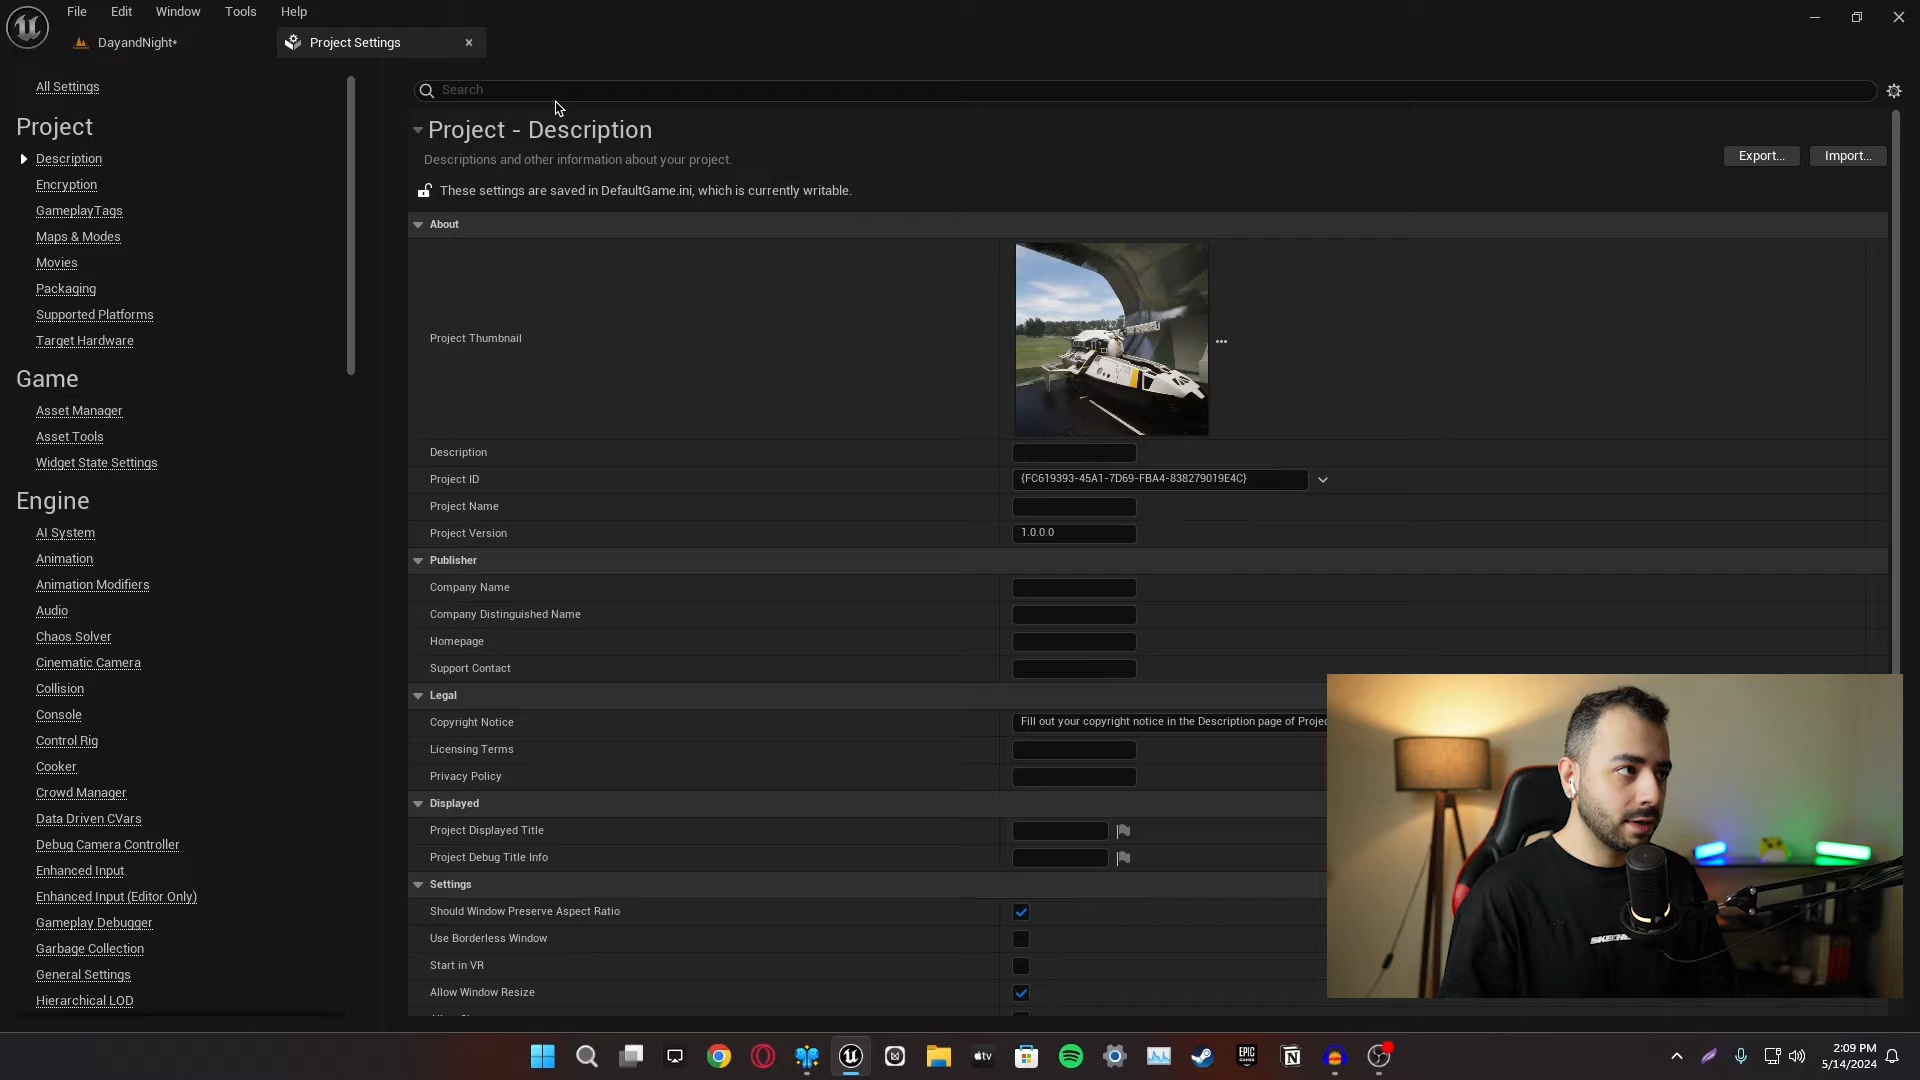 File Edit Window Tools Help
DayandNight*
Project Settings
All Settings
Project
Description
Encryption
GameplayTags
Maps & Modes
Movies
Packaging
Supported Platforms
Target Hardware
Game
Asset Manager
Asset Tools
Widget State Settings
Engine
AI System
Animation
Animation Modifiers
Audio
Chaos Solver
Cinematic Camera
Collision
Console
Control Rig
Cooker
Crowd Manager
Data Driven CVars
Debug Camera Controller
Enhanced Input
Enhanced Input (Editor Only)
Gameplay Debugger
Garbage Collection
General Settings
Hierarchical LOD
Search
Project - Description
Descriptions and other information about your project.
Export... Import...
These settings are saved in DefaultGame.ini, which is currently writable.
About
Project Thumbnail
Description
Project ID {FC619393-45A1-7D69-FBA4-838279019E4C}
Project Name
Project Version 1.0.0.0
Publisher
Company Name
Company Distinguished Name
Homepage
Support Contact
Legal
Copyright Notice Fill out your copyright notice in the Description page of Projec
Licensing Terms
Privacy Policy
Displayed
Project Displayed Title
Project Debug Title Info
Settings
Should Window Preserve Aspect Ratio
Use Borderless Window
Start in VR
Allow Window Resize
tv
EPIC GAMES
2:09 PM
5/14/2024